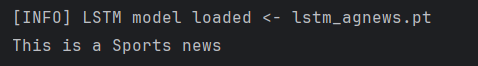 [INFO] LSTM model loaded <- lstm_agnews.pt
This is a Sports news